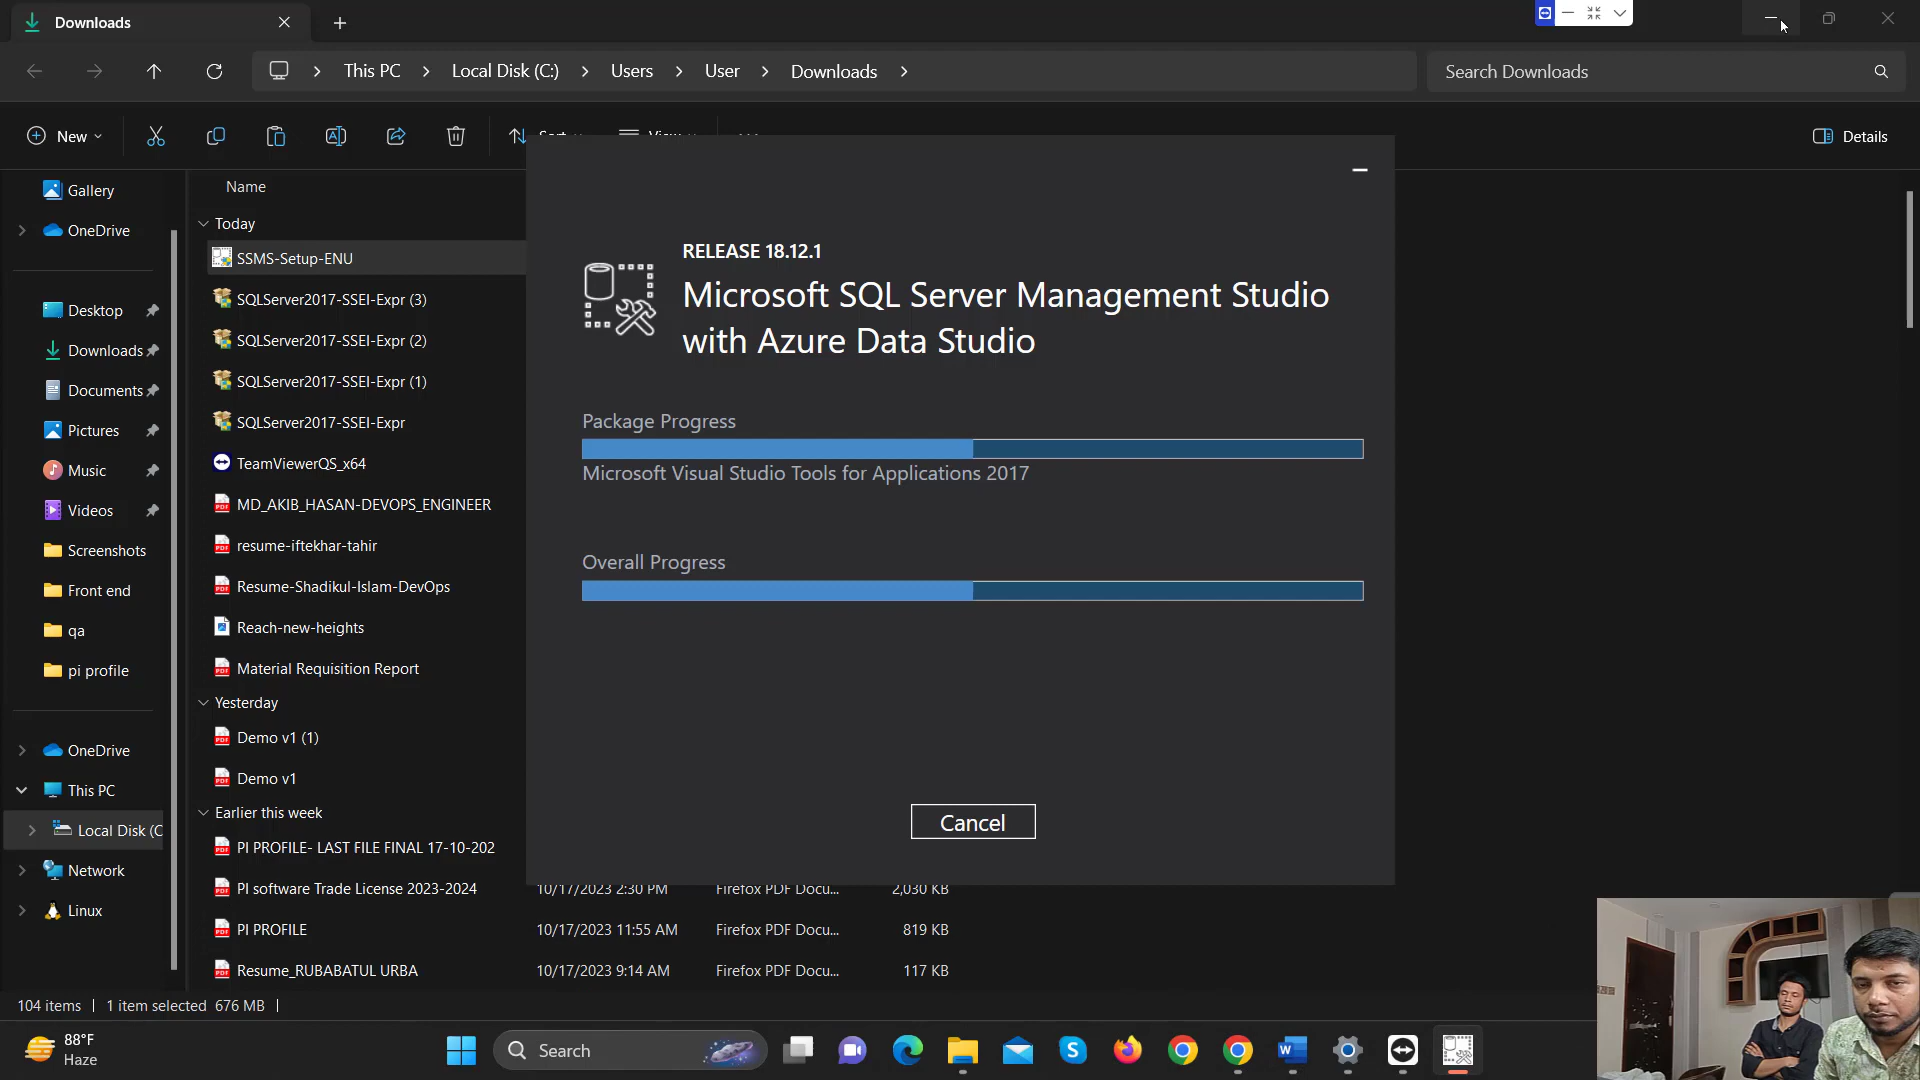 Downloads
This PC
Local Disk (C:)
Users
User
Downloads
Search Downloads
New
Details
Gallery
OneDrive
Desktop
Downloads
Documents
Pictures
Music
Videos
Screenshots
Front end
qa
pi profile
OneDrive
This PC
Local Disk (C
Network
Linux
Name
Today
SSMS-Setup-ENU
SQLServer2017-SSEI-Expr (3)
SQLServer2017-SSEI-Expr (2)
SQLServer2017-SSEI-Expr (1)
SQLServer2017-SSEI-Expr
TeamViewerQS_x64
MD_AKIB_HASAN-DEVOPS_ENGINEER
resume-iftekhar-tahir
Resume-Shadikul-Islam-DevOps
Reach-new-heights
Material Requisition Report
Yesterday
Demo v1 (1)
Demo v1
Earlier this week
PI PROFILE- LAST FILE FINAL 17-10-202
PI software Trade License 2023-2024 10/17/2023 2:30 PM Firefox PDF Docu... 2,030 KB
PI PROFILE 10/17/2023 11:55 AM Firefox PDF Docu... 819 KB
Resume_RUBABATUL URBA 10/17/2023 9:14 AM Firefox PDF Docu... 117 KB
RELEASE 18.12.1
Microsoft SQL Server Management Studio
with Azure Data Studio
Package Progress
Microsoft Visual Studio Tools for Applications 2017
Overall Progress
Cancel
104 items
1 item selected 676 MB
88°F
Haze
Search